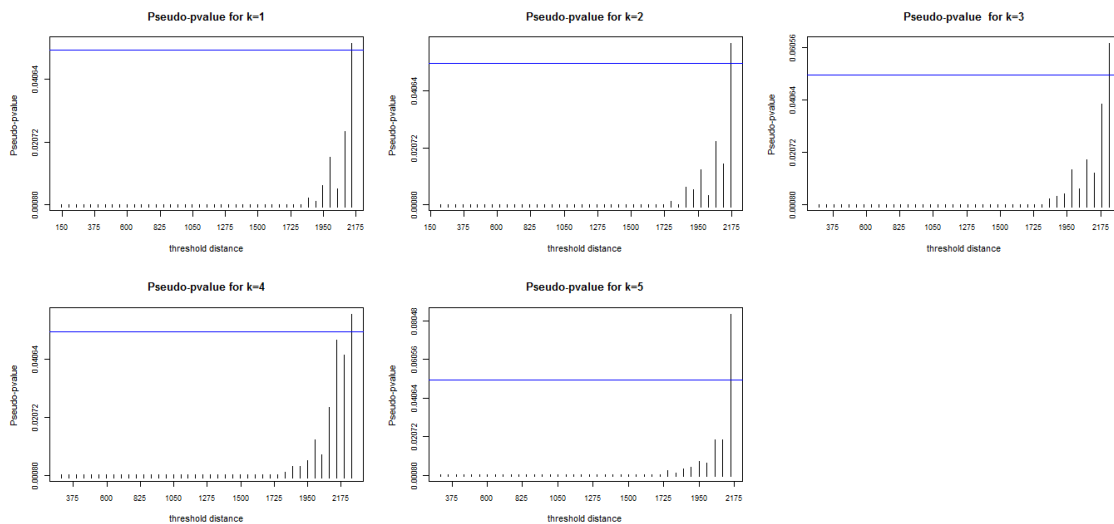 Pseudo-pvalue for k=1
Pseudo-pvalue
0.04064
0.02072
0.00080
150 375 600 825 1050 1275 1500 1725 1950 2175
threshold distance
Pseudo-pvalue for k=2
Pseudo-pvalue
0.04064
0.02072
0.00080
150 375 600 825 1050 1275 1500 1725 1950 2175
threshold distance
Pseudo-pvalue for k=3
Pseudo-pvalue
0.06056
0.04064
0.02072
0.00080
375 600 825 1050 1275 1500 1725 1950 2175
threshold distance
Pseudo-pvalue for k=4
Pseudo-pvalue
0.04064
0.02072
0.00080
375 600 825 1050 1275 1500 1725 1950 2175
threshold distance
Pseudo-pvalue for k=5
Pseudo-pvalue
0.08048
0.06056
0.04064
0.02072
0.00080
375 600 825 1050 1275 1500 1725 1950 2175
threshold distance